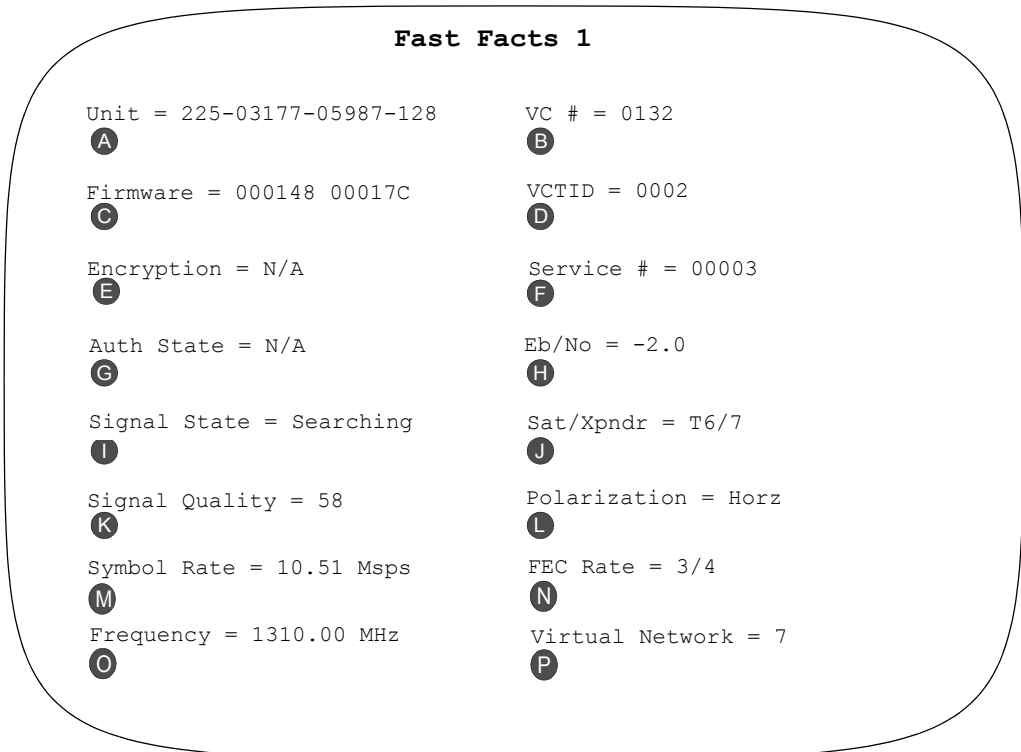 Fast Facts 1
Unit = 225-03177-05987-128 VC # = 0132
A B
Firmware = 000148 00017C VCTID = 0002
C D
Encryption = N/A Service # = 00003
E F
Auth State = N/A Eb/No = -2.0
G H
Signal State = Searching Sat/Xpndr = T6/7
I J
Signal Quality = 58 Polarization = Horz
K L
Symbol Rate = 10.51 Msps FEC Rate = 3/4
M N
Frequency = 1310.00 MHz Virtual Network = 7
O P